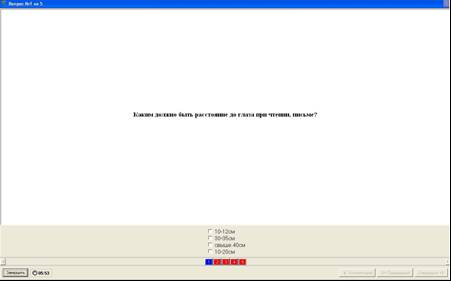 Вопрос №1 из 5
Каким должно быть расстояние до глаза при чтении, письме?
10-12см
30-35см
свыше 40см
10-20см
1 2 3 4 5
Завершить
05:53